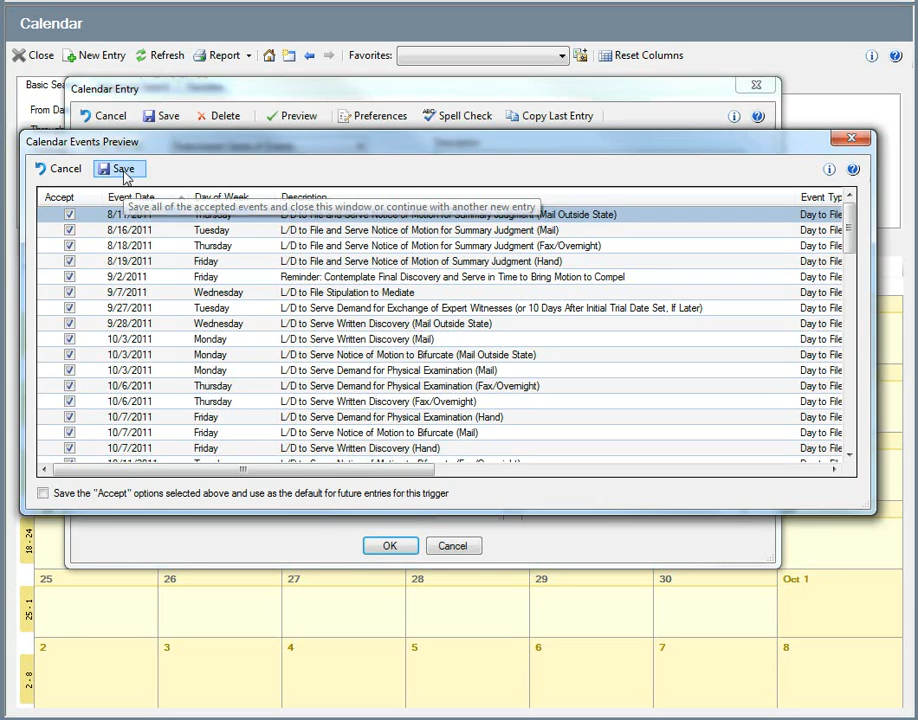 Calendar
Close New Entry Refresh Report Favorites: Reset Columns
Basic Sea
From Da
Calendar Entry
Cancel Save Delete Preview Preferences Spell Check Copy Last Entry
Calendar Events Preview
Cancel Save
Accept Event Date Day of Week Description Event Typ
Save all of the accepted events and close this window or continue with another new entry
(Mail Outside State) Day to File
8/16/2011 Tuesday L/D to File and Serve Notice of Motion for Summary Judgment (Mail) Day to File
8/18/2011 Thursday L/D to File and Serve Notice of Motion for Summary Judgment (Fax/Overnight) Day to File
8/19/2011 Friday L/D to File and Serve Notice of Motion of Summary Judgment (Hand) Day to File
9/2/2011 Friday Reminder: Contemplate Final Discovery and Serve in Time to Bring Motion to Compel Day to File
9/7/2011 Wednesday L/D to File Stipulation to Mediate Day to File
9/27/2011 Tuesday L/D to Serve Demand for Exchange of Expert Witnesses (or 10 Days After Initial Trial Date Set, If Later) Day to File
9/28/2011 Wednesday L/D to Serve Written Discovery (Mail Outside State) Day to File
10/3/2011 Monday L/D to Serve Written Discovery (Mail) Day to File
10/3/2011 Monday L/D to Serve Notice of Motion to Bifurcate (Mail Outside State) Day to File
10/3/2011 Monday L/D to Serve Demand for Physical Examination (Mail) Day to File
10/6/2011 Thursday L/D to Serve Demand for Physical Examination (Fax/Overnight) Day to File
10/6/2011 Thursday L/D to Serve Written Discovery (Fax/Overnight) Day to File
10/7/2011 Friday L/D to Serve Demand for Physical Examination (Hand) Day to File
10/7/2011 Friday L/D to Serve Notice of Motion to Bifurcate (Mail) Day to File
10/7/2011 Friday L/D to Serve Written Discovery (Hand) Day to File
Save the "Accept" options selected above and use as the default for future entries for this trigger
18 - 24
OK Cancel
25 26 27 28 29 30 Oct 1
25 - 1
2 3 4 5 6 7 8
2 - 8